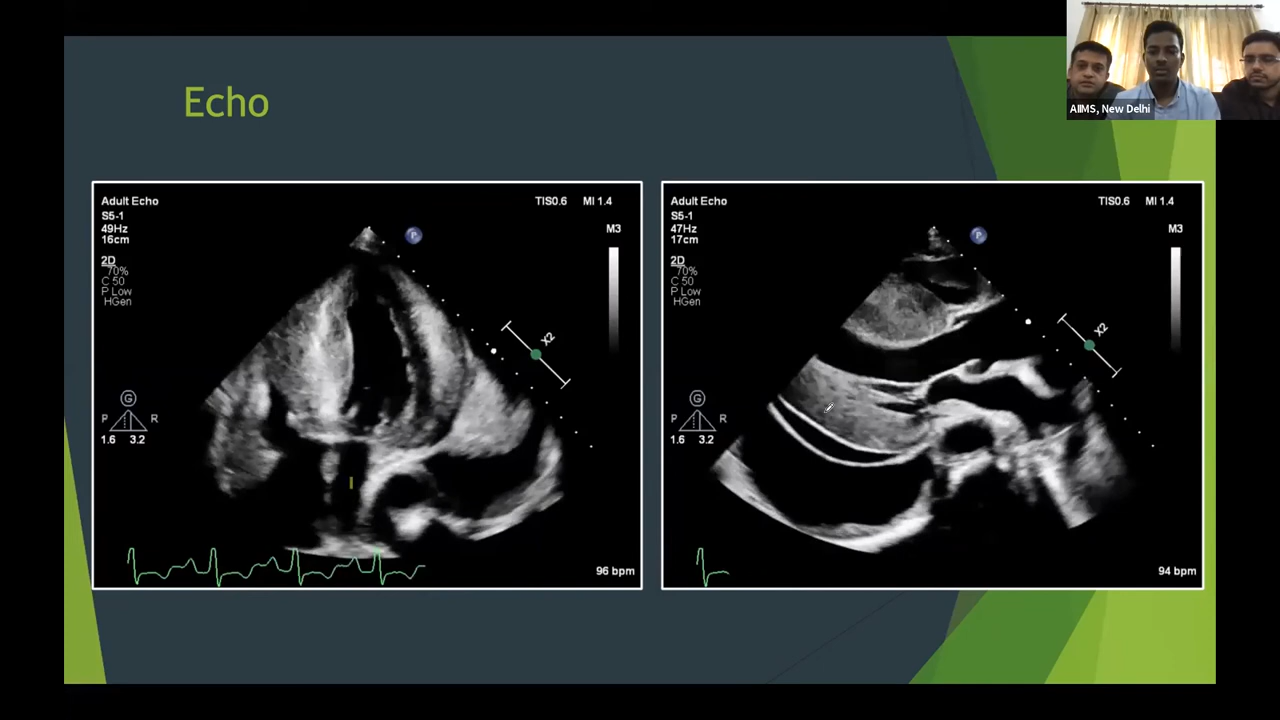 AIIMS, New Delhi
Echo
Adult Echo
TIS0.6 MI 1.4
S5-1
49Hz
16cm
M3
2D
70%
C 50
P Low
HGen
P
X2
G
P R
1.6 3.2
96 bpm
Adult Echo
TIS0.6 MI 1.4
S5-1
47Hz
17cm
M3
2D
70%
C 50
P Low
HGen
P
X2
G
P R
1.6 3.2
94 bpm